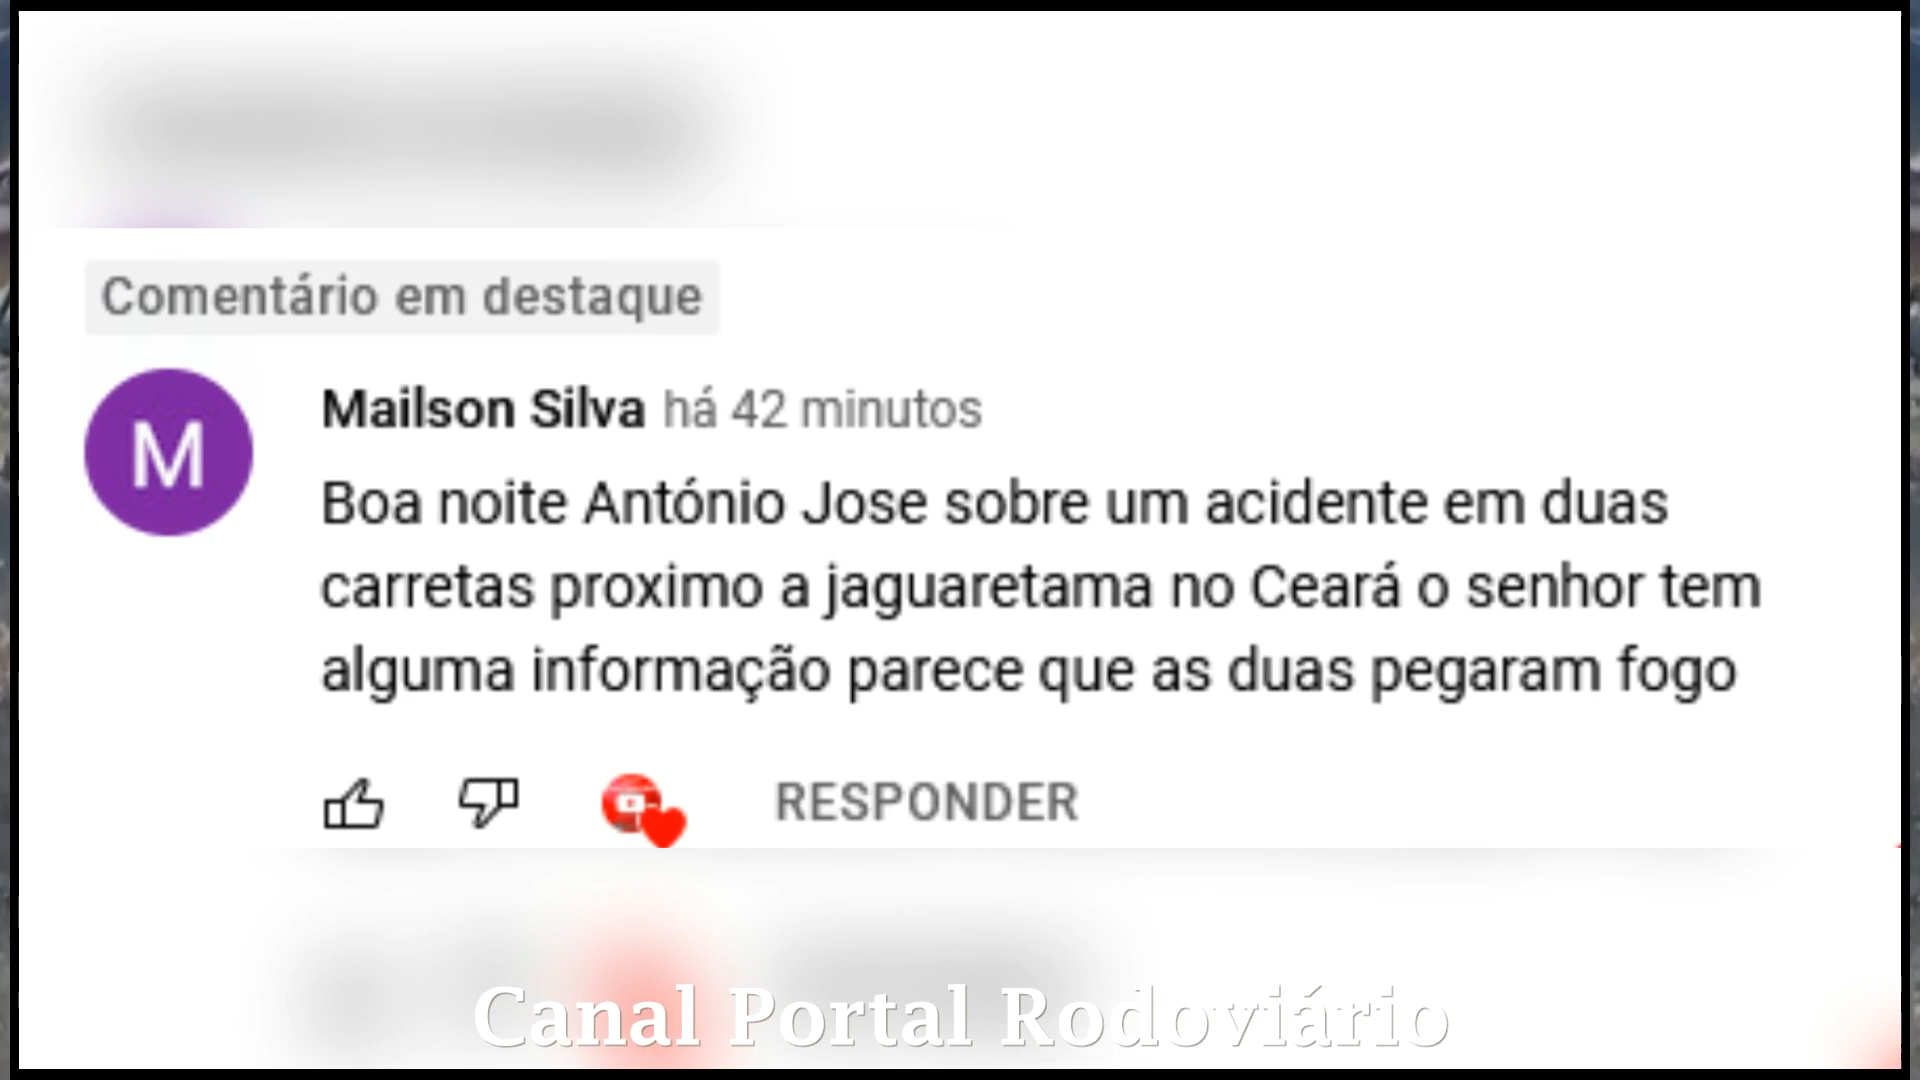 Comentário em destaque
M
Mailson Silva há 42 minutos
Boa noite António Jose sobre um acidente em duas
carretas proximo a jaguaretama no Ceará o senhor tem
alguma informação parece que as duas pegaram fogo
RESPONDER
Canal Portal Rodoviário